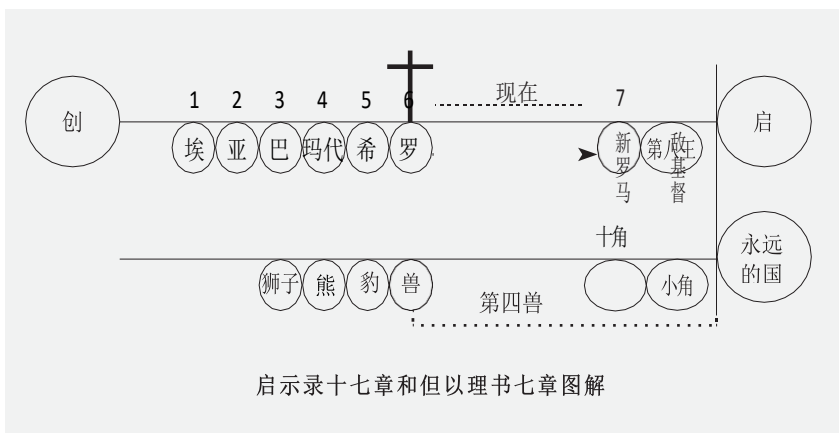 1 2 3 4 5 6 现在 7
创 启
埃 亚 巴 玛代 希 罗 新罗马 第八王 敌基督
十角
永远
的国
狮子 熊 豹 兽 小角
第四兽
启示录十七章和但以理书七章图解